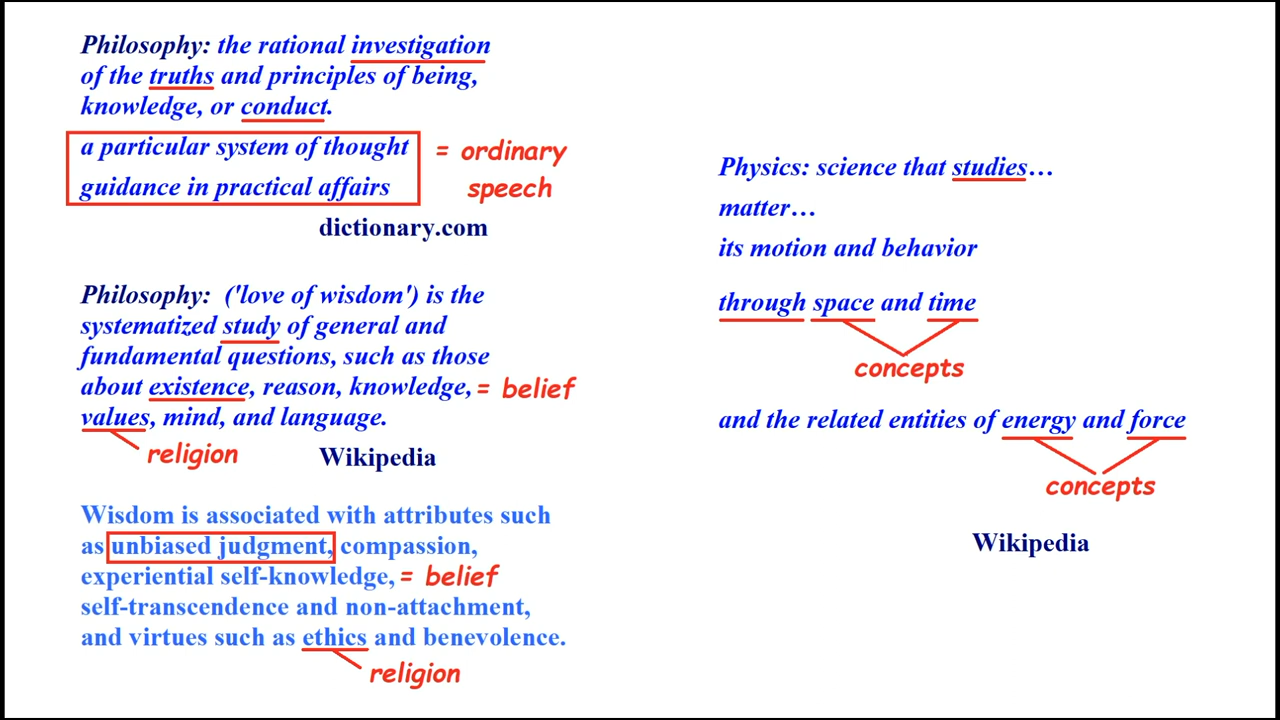 Philosophy: the rational investigation
of the truths and principles of being,
knowledge, or conduct.
a particular system of thought = ordinary
guidance in practical affairs speech
dictionary.com
Philosophy: ('love of wisdom') is the
systematized study of general and
fundamental questions, such as those
about existence, reason, knowledge, = belief
values, mind, and language.
religion
Wikipedia
Wisdom is associated with attributes such
as unbiased judgment, compassion,
experiential self-knowledge, = belief
self-transcendence and non-attachment,
and virtues such as ethics and benevolence.
religion
Physics: science that studies…
matter…
its motion and behavior
through space and time
concepts
and the related entities of energy and force
concepts
Wikipedia